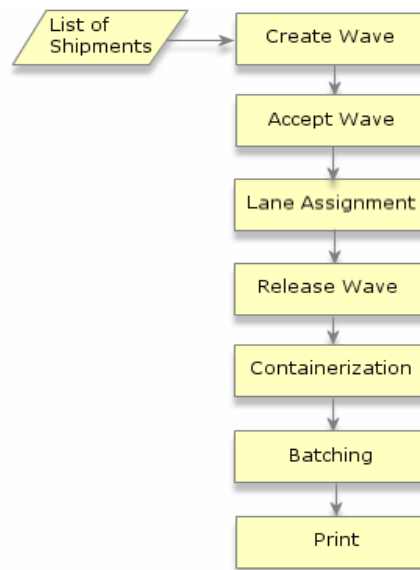 List of
Shipments
Create Wave
Accept Wave
Lane Assignment
Release Wave
Containerization
Batching
Print